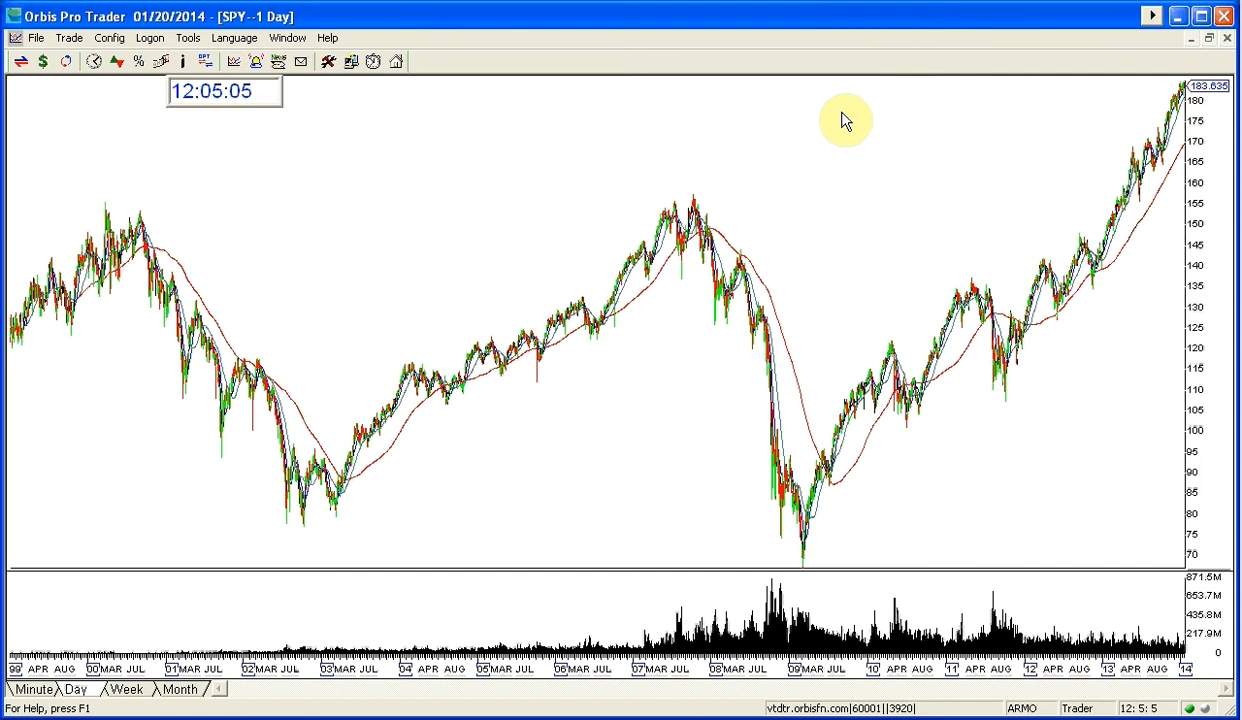 Orbis Pro Trader 01/20/2014 - [SPY--1 Day]
File Trade Config Logon Tools Language Window Help
12:05:05
183.635
180
175
170
165
160
155
150
145
140
135
130
125
120
115
110
105
100
95
90
85
80
75
70
871.5M
653.7M
435.8M
217.9M
0
99 APR AUG 00 MAR JUL 01 MAR JUL 02 MAR JUL 03 MAR JUL 04 APR AUG 05 MAR JUL 06 MAR JUL 07 MAR JUL 08 MAR JUL 09 MAR JUL 10 APR AUG 11 APR AUG 12 APR AUG 13 APR AUG 14
Minute Day Week Month
For Help, press F1 vtdtr.orbisfn.com|60001||3920| ARMO Trader 12: 5: 5